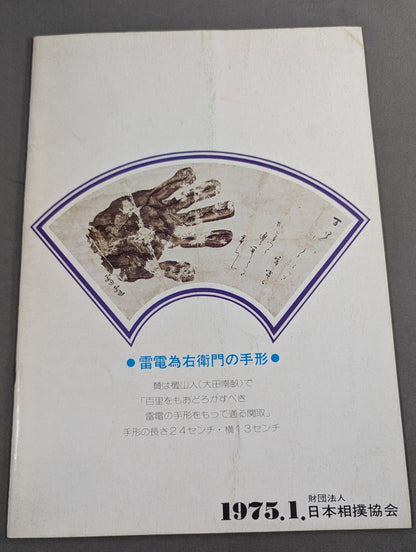 ●雷電為右衛門の手形●
賛は蜀山人(大田南畝)で
「百里をもおどろかすべき
雷電の手形をもって通る関取」
手形の長さ24センチ・横13センチ
1975.1.
財団法人
日本相撲協会